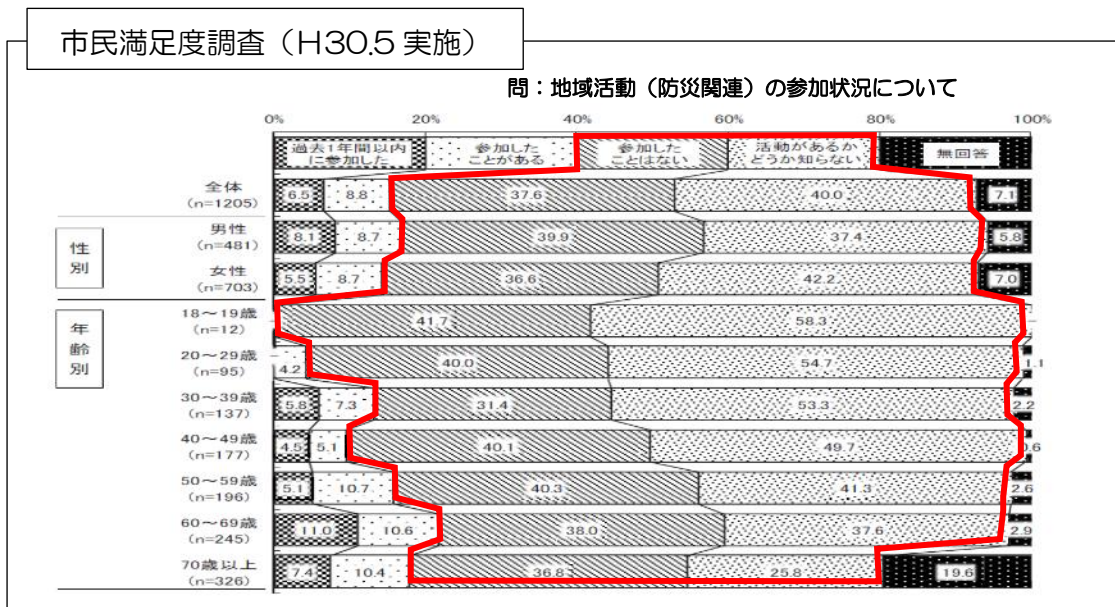 市民満足度調査（H30.5 実施）
問：地域活動（防災関連）の参加状況について
0% 20% 40% 60% 80% 100%
過去1年間以内に参加した 参加したことがある 参加したことはない 活動があるかどうか知らない 無回答
全体 (n=1205) 6.5 8.8 37.6 40.0 7.1
性別
男性 (n=481) 8.1 8.7 39.9 37.4 5.8
女性 (n=703) 5.5 8.7 36.6 42.2 7.0
年齢別
18～19歳 (n=12) 41.7 58.3
20～29歳 (n=95) 4.2 40.0 54.7 1.1
30～39歳 (n=137) 5.8 7.3 31.4 53.3 2.2
40～49歳 (n=177) 4.5 5.1 40.1 49.7 0.6
50～59歳 (n=196) 5.1 10.7 40.3 41.3 2.6
60～69歳 (n=245) 11.0 10.6 38.0 37.6 2.9
70歳以上 (n=326) 7.4 10.4 36.8 25.8 19.6